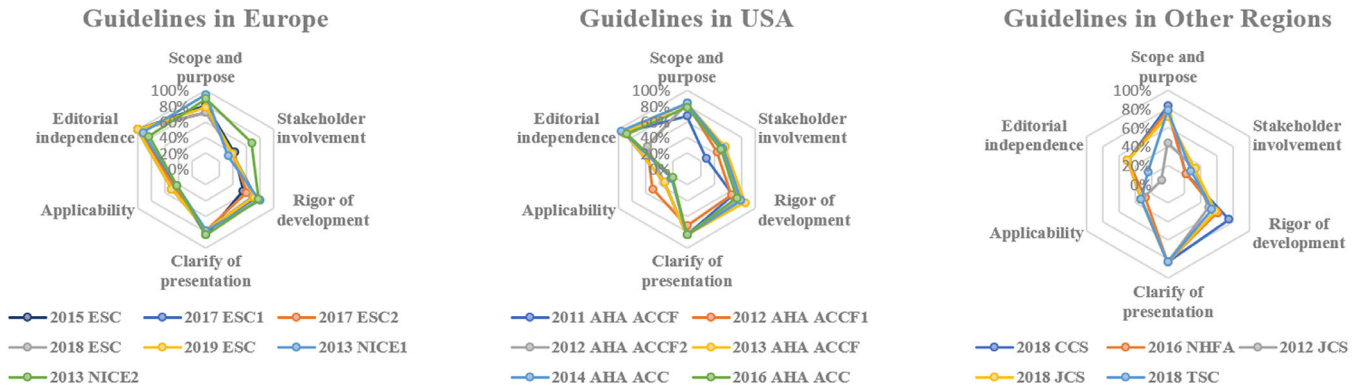 Guidelines in Europe
Scope and
purpose
100%
80%
60%
40%
20%
0%
Stakeholder
involvement
Rigor of
development
Clarify of
presentation
Applicability
Editorial
independence
2015 ESC
2017 ESC1
2017 ESC2
2018 ESC
2019 ESC
2013 NICE1
2013 NICE2
Guidelines in USA
Scope and
purpose
100%
80%
60%
40%
20%
0%
Stakeholder
involvement
Rigor of
development
Clarify of
presentation
Applicability
Editorial
independence
2011 AHA ACCF
2012 AHA ACCF1
2012 AHA ACCF2
2013 AHA ACCF
2014 AHA ACC
2016 AHA ACC
Guidelines in Other Regions
Scope and
purpose
100%
80%
60%
40%
20%
0%
Stakeholder
involvement
Rigor of
development
Clarify of
presentation
Applicability
Editorial
independence
2018 CCS
2016 NHFA
2012 JCS
2018 JCS
2018 TSC